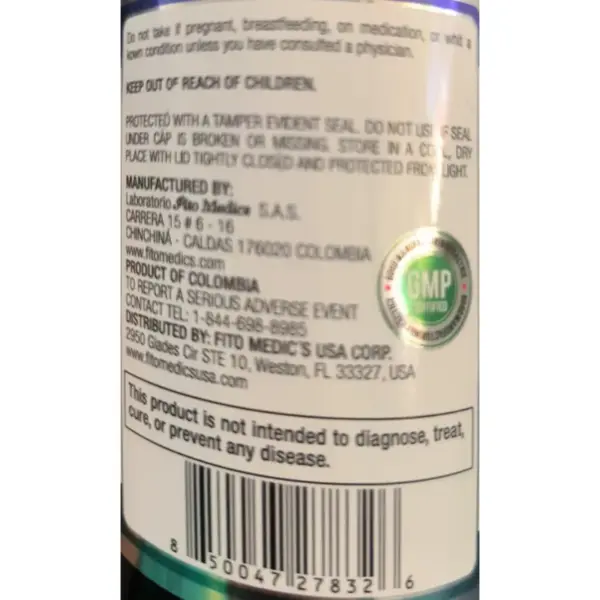 Do not take if pregnant, breastfeeding, on medication, or whit a
kown condition unless you have consulted a physician.
KEEP OUT OF REACH OF CHILDREN.
PROTECTED WITH A TAMPER EVIDENT SEAL. DO NOT USE IF SEAL
UNDER CAP IS BROKEN OR MISSING. STORE IN A COOL, DRY
PLACE WITH LID TIGHTLY CLOSED AND PROTECTED FROM LIGHT.
MANUFACTURED BY:
Laboratorio Fito Medics S.A.S.
CARRERA 15 # 6 - 16
CHINCHINÁ - CALDAS 176020 COLOMBIA
www.fitomedics.com
PRODUCT OF COLOMBIA
TO REPORT A SERIOUS ADVERSE EVENT
CONTACT TEL: 1-844-698-8985
DISTRIBUTED BY: FITO MEDIC'S USA CORP.
2950 Glades Cir STE 10, Weston, FL 33327, USA
www.fitomedicsusa.com
GMP
CERTIFIED
This product is not intended to diagnose, treat,
cure, or prevent any disease.
8 50047 27832 6